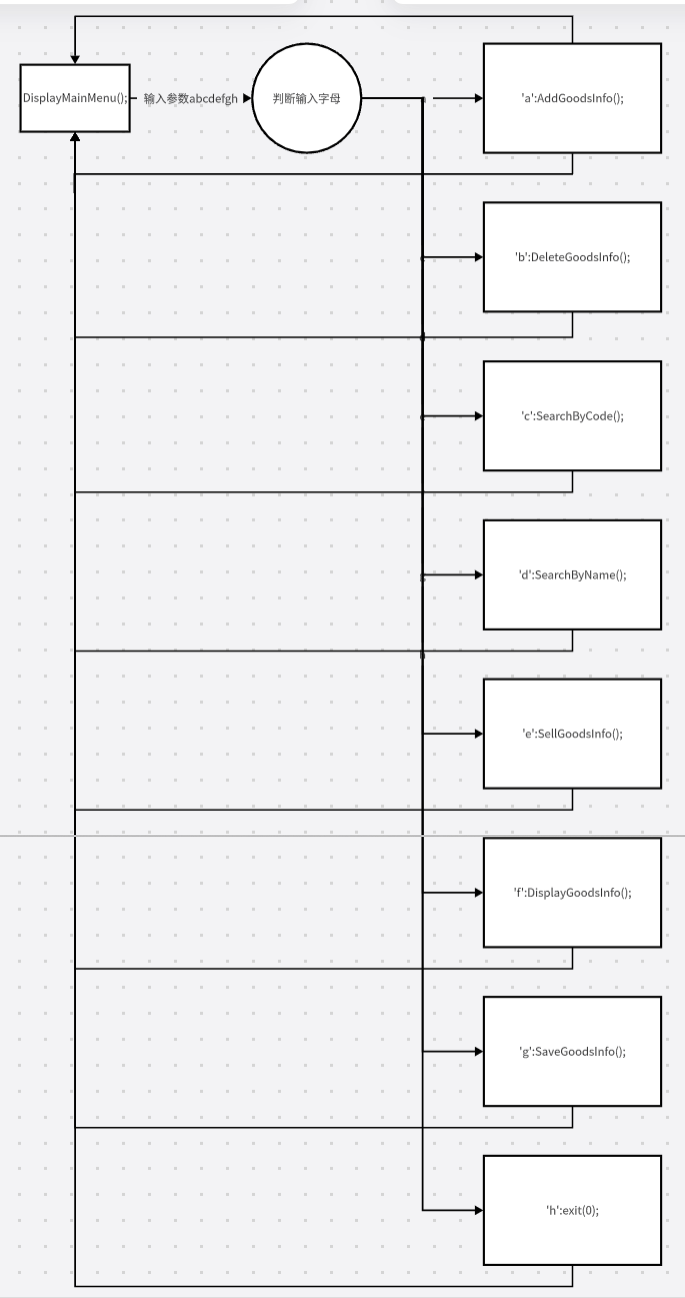 DisplayMainMenu();
输入参数abcdefgh
判断输入字母
'a':AddGoodsInfo();
'b':DeleteGoodsInfo();
'c':SearchByCode();
'd':SearchByName();
'e':SellGoodsInfo();
'f':DisplayGoodsInfo();
'g':SaveGoodsInfo();
'h':exit(0);